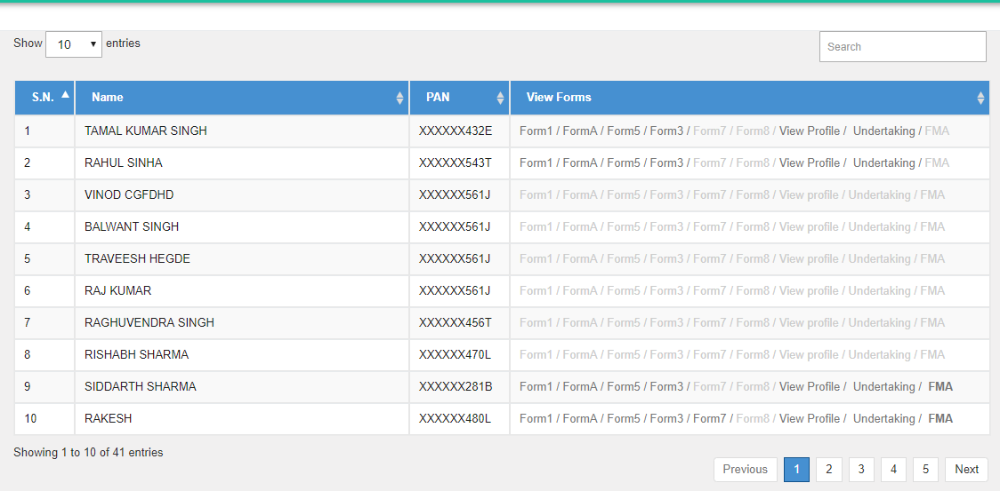 Show 10 entries Search
S.N. Name PAN View Forms
1 TAMAL KUMAR SINGH XXXXXX432E Form1 / FormA / Form5 / Form3 / Form7 / Form8 / View Profile / Undertaking / FMA
2 RAHUL SINHA XXXXXX543T Form1 / FormA / Form5 / Form3 / Form7 / Form8 / View Profile / Undertaking / FMA
3 VINOD CGFDHD XXXXXX561J Form1 / FormA / Form5 / Form3 / Form7 / Form8 / View profile / Undertaking / FMA
4 BALWANT SINGH XXXXXX561J Form1 / FormA / Form5 / Form3 / Form7 / Form8 / View profile / Undertaking / FMA
5 TRAVEESH HEGDE XXXXXX561J Form1 / FormA / Form5 / Form3 / Form7 / Form8 / View profile / Undertaking / FMA
6 RAJ KUMAR XXXXXX561J Form1 / FormA / Form5 / Form3 / Form7 / Form8 / View profile / Undertaking / FMA
7 RAGHUVENDRA SINGH XXXXXX456T Form1 / FormA / Form5 / Form3 / Form7 / Form8 / View profile / Undertaking / FMA
8 RISHABH SHARMA XXXXXX470L Form1 / FormA / Form5 / Form3 / Form7 / Form8 / View profile / Undertaking / FMA
9 SIDDARTH SHARMA XXXXXX281B Form1 / FormA / Form5 / Form3 / Form7 / Form8 / View Profile / Undertaking / FMA
10 RAKESH XXXXXX480L Form1 / FormA / Form5 / Form3 / Form7 / Form8 / View Profile / Undertaking / FMA
Showing 1 to 10 of 41 entries
Previous 1 2 3 4 5 Next